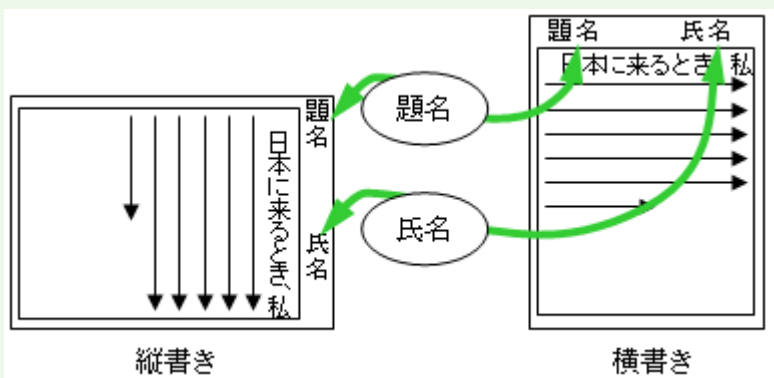 題名
氏名
日本に来るとき、私
縦書き
題名
氏名
題名 氏名
日本に来るとき、私
横書き